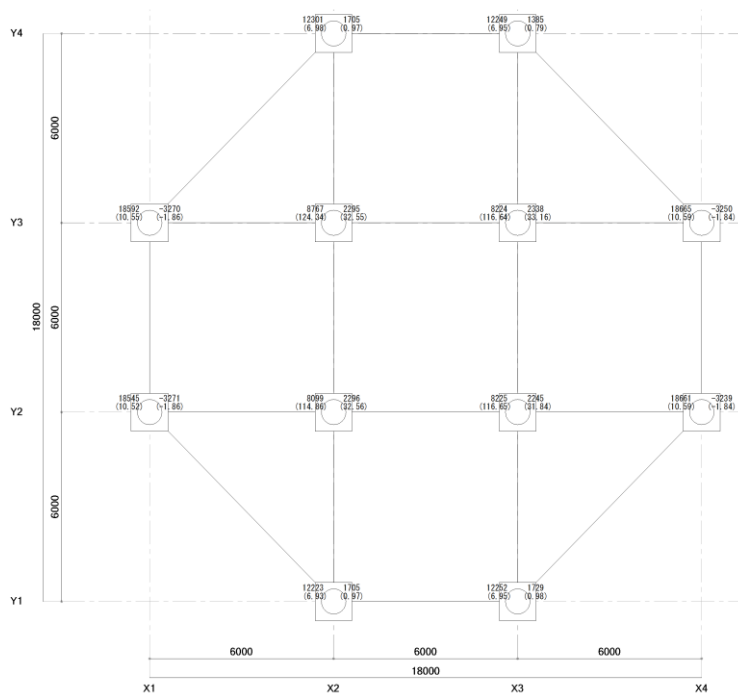 12301 1705 12249 1385
Y4 (6.98) (0.97) (6.95) (0.79)
6000
18592 -3270 8767 2295 8224 2338 18665 -3250
Y3 (10.55) (-1.86) (124.34) (32.55) (116.64) (33.16) (10.59) (-1.84)
18000
6000
18545 -3271 8099 2296 8225 2245 18661 -3239
Y2 (10.52) (-1.86) (114.86) (32.56) (116.65) (31.84) (10.59) (-1.84)
6000
12223 1705 12252 1729
Y1 (6.93) (0.97) (6.95) (0.98)
6000 6000 6000
18000
X1 X2 X3 X4